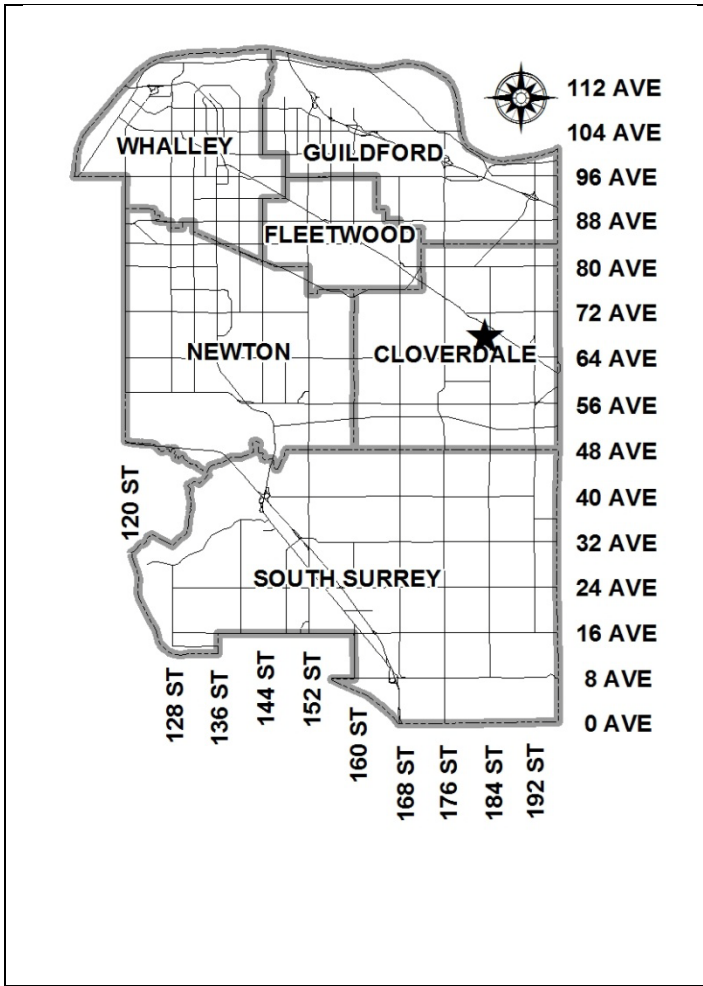 112 AVE
104 AVE
WHALLEY
GUILDFORD
96 AVE
88 AVE
FLEETWOOD
80 AVE
72 AVE
NEWTON
CLOVERDALE
64 AVE
56 AVE
48 AVE
120 ST
40 AVE
32 AVE
SOUTH SURREY
24 AVE
16 AVE
8 AVE
0 AVE
128 ST
136 ST
144 ST
152 ST
160 ST
168 ST
176 ST
184 ST
192 ST